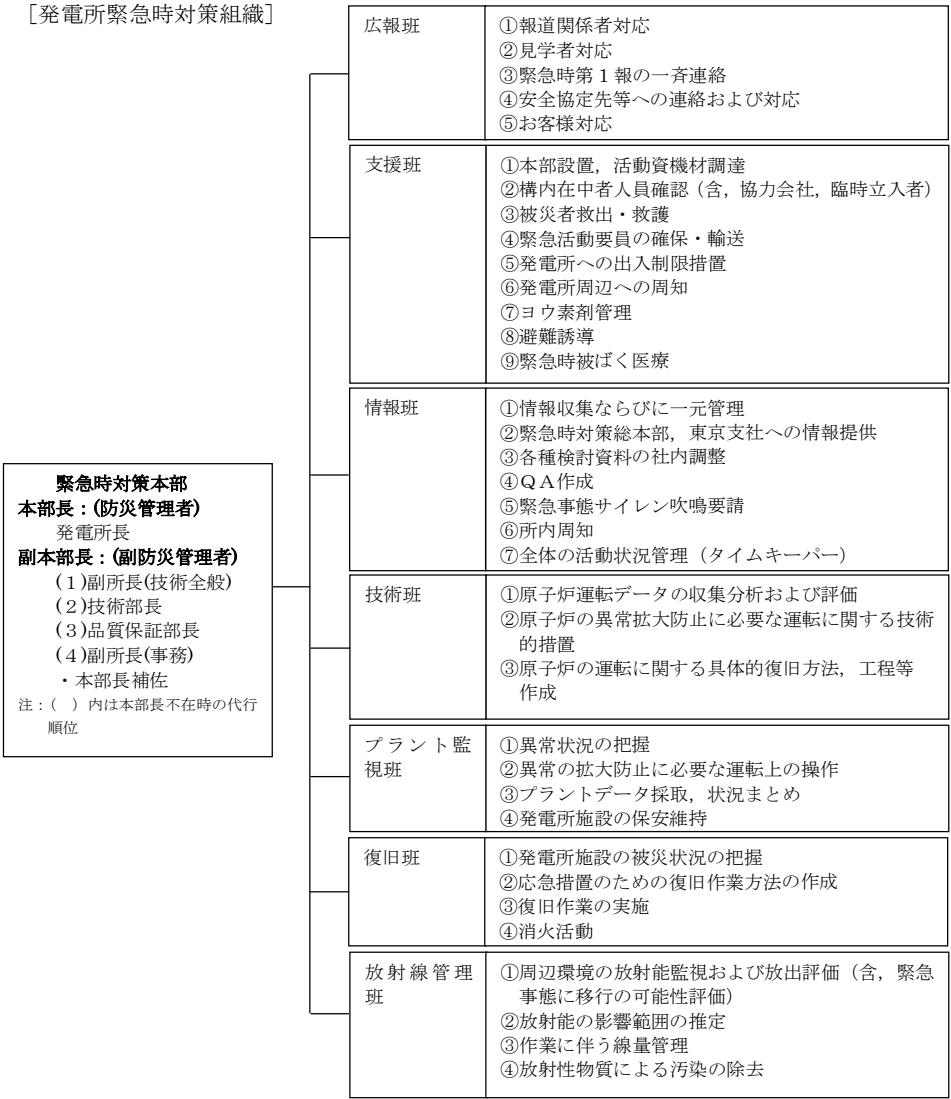 ［発電所緊急時対策組織］
広報班
①報道関係者対応
②見学者対応
③緊急時第１報の一斉連絡
④安全協定先等への連絡および対応
⑤お客様対応
支援班
①本部設置，活動資機材調達
②構内在中者人員確認（含，協力会社，臨時立入者）
③被災者救出・救護
④緊急活動要員の確保・輸送
⑤発電所への出入制限措置
⑥発電所周辺への周知
⑦ヨウ素剤管理
⑧避難誘導
⑨緊急時被ばく医療
情報班
①情報収集ならびに一元管理
②緊急時対策総本部，東京支社への情報提供
③各種検討資料の社内調整
④ＱＡ作成
⑤緊急事態サイレン吹鳴要請
⑥所内周知
⑦全体の活動状況管理（タイムキーパー）
緊急時対策本部
本部長：(防災管理者)
発電所長
副本部長：(副防災管理者)
(１)副所長(技術全般)
(２)技術部長
(３)品質保証部長
(４)副所長(事務)
・本部長補佐
注：(　) 内は本部長不在時の代行
順位
技術班
①原子炉運転データの収集分析および評価
②原子炉の異常拡大防止に必要な運転に関する技術
的措置
③原子炉の運転に関する具体的復旧方法，工程等
作成
プラント監
視班
①異常状況の把握
②異常の拡大防止に必要な運転上の操作
③プラントデータ採取，状況まとめ
④発電所施設の保安維持
復旧班
①発電所施設の被災状況の把握
②応急措置のための復旧作業方法の作成
③復旧作業の実施
④消火活動
放射線管理
班
①周辺環境の放射能監視および放出評価（含，緊急
事態に移行の可能性評価）
②放射能の影響範囲の推定
③作業に伴う線量管理
④放射性物質による汚染の除去